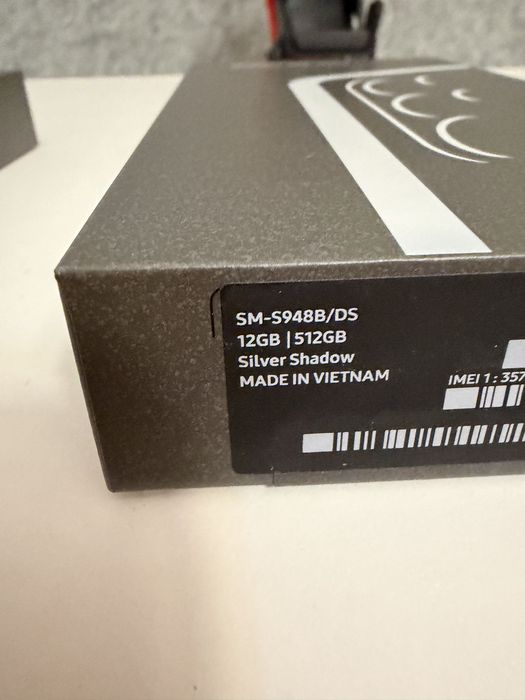 SM-S948B/DS
12GB | 512GB
Silver Shadow
MADE IN VIETNAM
IMEI 1 : 357